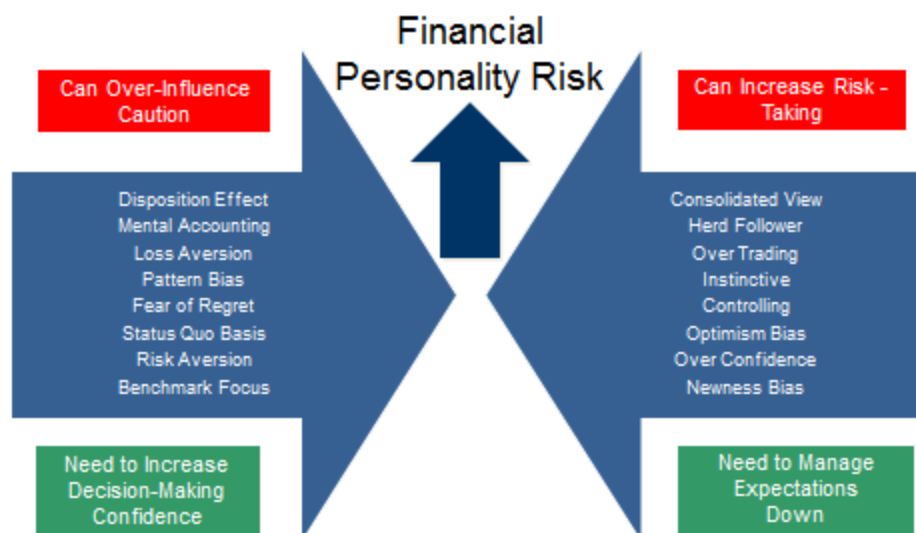 Financial
Personality Risk
Can Over-Influence
Caution
Disposition Effect
Mental Accounting
Loss Aversion
Pattern Bias
Fear of Regret
Status Quo Basis
Risk Aversion
Benchmark Focus
Need to Increase
Decision-Making
Confidence
Can Increase Risk -
Taking
Consolidated View
Herd Follower
Over Trading
Instinctive
Controlling
Optimism Bias
Over Confidence
Newness Bias
Need to Manage
Expectations
Down